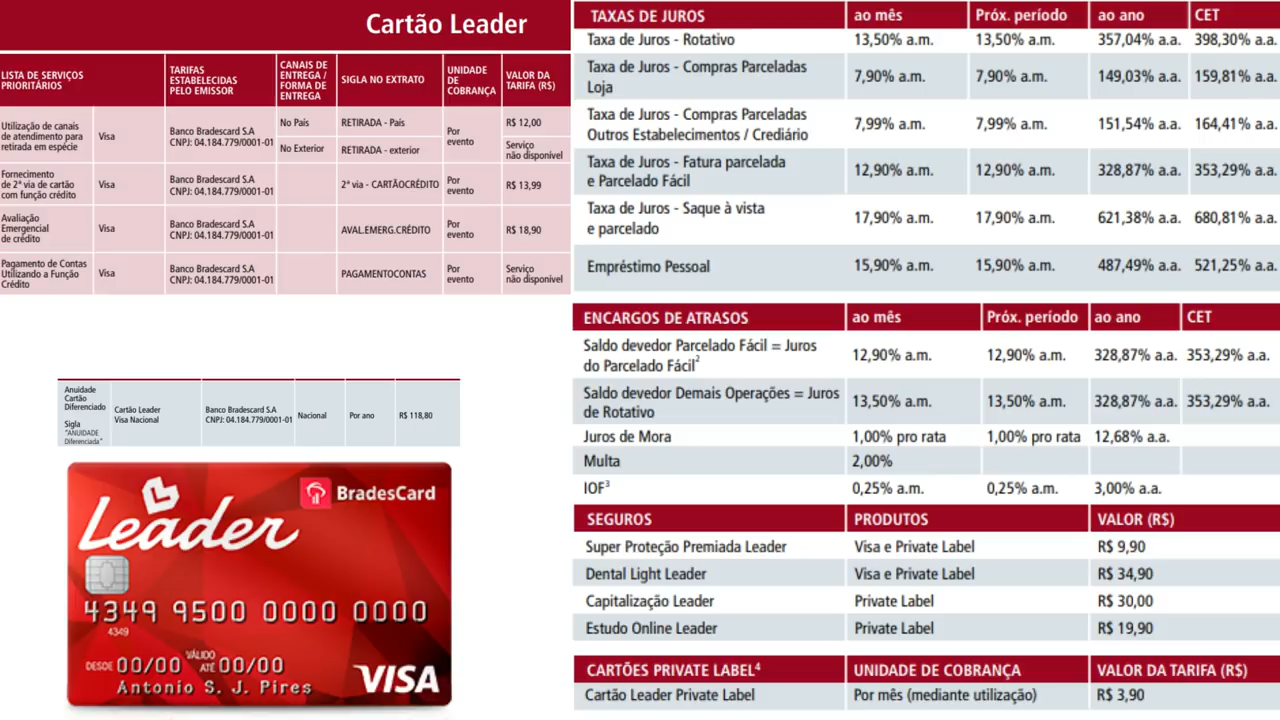 Cartão Leader
LISTA DE SERVIÇOS PRIORITÁRIOS
TARIFAS ESTABELECIDAS PELO EMISSOR
CANAIS DE ENTREGA / FORMA DE ENTREGA
SIGLA NO EXTRATO
UNIDADE DE COBRANÇA
VALOR DA TARIFA (R$)
Utilização de canais de atendimento para retirada em espécie
Visa
Banco Bradescard S.A
CNPJ: 04.184.779/0001-01
No País
RETIRADA - País
Por evento
R$ 12,00
No Exterior
RETIRADA - exterior
Serviço não disponível
Fornecimento de 2ª via de cartão com função crédito
Visa
Banco Bradescard S.A
CNPJ: 04.184.779/0001-01
2ª via - CARTÃOCRÉDITO
Por evento
R$ 13,99
Avaliação Emergencial de crédito
Visa
Banco Bradescard S.A
CNPJ: 04.184.779/0001-01
AVAL.EMERG.CRÉDITO
Por evento
R$ 18,90
Pagamento de Contas Utilizando a Função Crédito
Visa
Banco Bradescard S.A
CNPJ: 04.184.779/0001-01
PAGAMENTOCONTAS
Por evento
Serviço não disponível
Anuidade Cartão Diferenciado
Sigla "ANUIDADE Diferenciada"
Cartão Leader Visa Nacional
Banco Bradescard S.A
CNPJ: 04.184.779/0001-01
Nacional
Por ano
R$ 118,80
Leader
BradesCard
4349 9500 0000 0000
4349
DESDE 00/00 VÁLIDO ATÉ 00/00
Antonio S. J. Pires
VISA
TAXAS DE JUROS ao mês Próx. período ao ano CET
Taxa de Juros - Rotativo 13,50% a.m. 13,50% a.m. 357,04% a.a. 398,30% a.a.
Taxa de Juros - Compras Parceladas
Loja 7,90% a.m. 7,90% a.m. 149,03% a.a. 159,81% a.a.
Taxa de Juros - Compras Parceladas
Outros Estabelecimentos / Crediário 7,99% a.m. 7,99% a.m. 151,54% a.a. 164,41% a.a.
Taxa de Juros - Fatura parcelada
e Parcelado Fácil 12,90% a.m. 12,90% a.m. 328,87% a.a. 353,29% a.a.
Taxa de Juros - Saque à vista
e parcelado 17,90% a.m. 17,90% a.m. 621,38% a.a. 680,81% a.a.
Empréstimo Pessoal 15,90% a.m. 15,90% a.m. 487,49% a.a. 521,25% a.a.
ENCARGOS DE ATRASOS ao mês Próx. período ao ano CET
Saldo devedor Parcelado Fácil = Juros
do Parcelado Fácil² 12,90% a.m. 12,90% a.m. 328,87% a.a. 353,29% a.a.
Saldo devedor Demais Operações = Juros
de Rotativo 13,50% a.m. 13,50% a.m. 328,87% a.a. 353,29% a.a.
Juros de Mora 1,00% pro rata 1,00% pro rata 12,68% a.a.
Multa 2,00%
IOF³ 0,25% a.m. 0,25% a.m. 3,00% a.a.
SEGUROS PRODUTOS VALOR (R$)
Super Proteção Premiada Leader Visa e Private Label R$ 9,90
Dental Light Leader Visa e Private Label R$ 34,90
Capitalização Leader Private Label R$ 30,00
Estudo Online Leader Private Label R$ 19,90
CARTÕES PRIVATE LABEL⁴ UNIDADE DE COBRANÇA VALOR DA TARIFA (R$)
Cartão Leader Private Label Por mês (mediante utilização) R$ 3,90